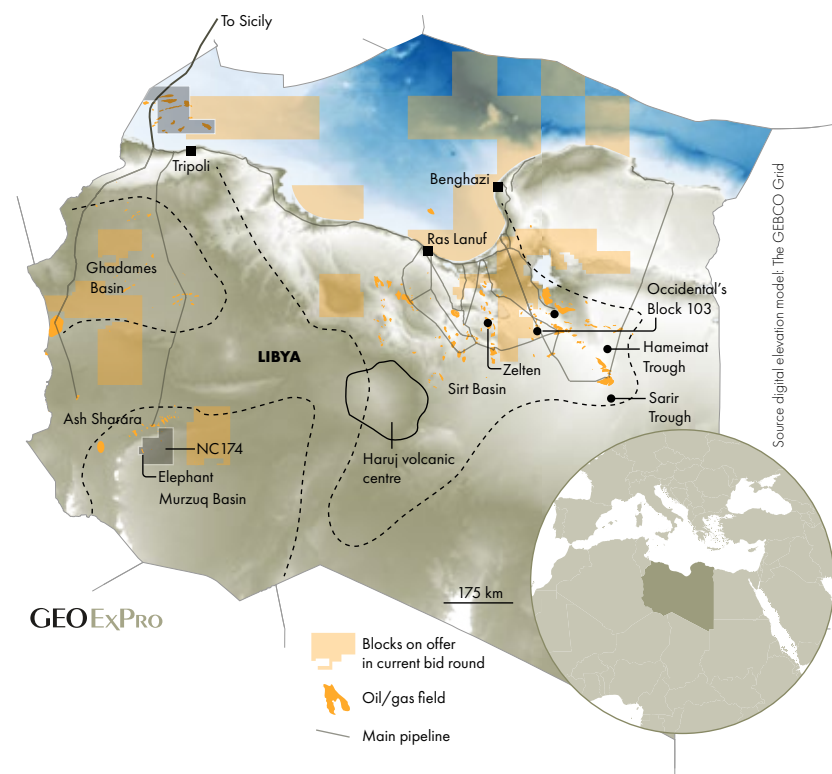 To Sicily
Tripoli
Benghazi
Ras Lanuf
Ghadames
Basin
Occidental's
Block 103
LIBYA
Hameimat
Trough
Zelten
Sirt Basin
Sarir
Trough
Ash Sharara
NC174
Haruj volcanic
centre
Elephant
Murzuq Basin
Source digital elevation model: The GEBCO Grid
175 km
GEOExPro
Blocks on offer
in current bid round
Oil/gas field
Main pipeline